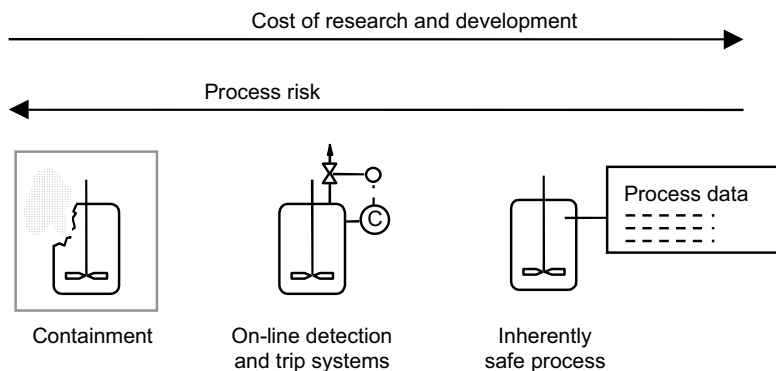 Cost of research and development
Process risk
Process data
C
Containment
On-line detection
and trip systems
Inherently
safe process